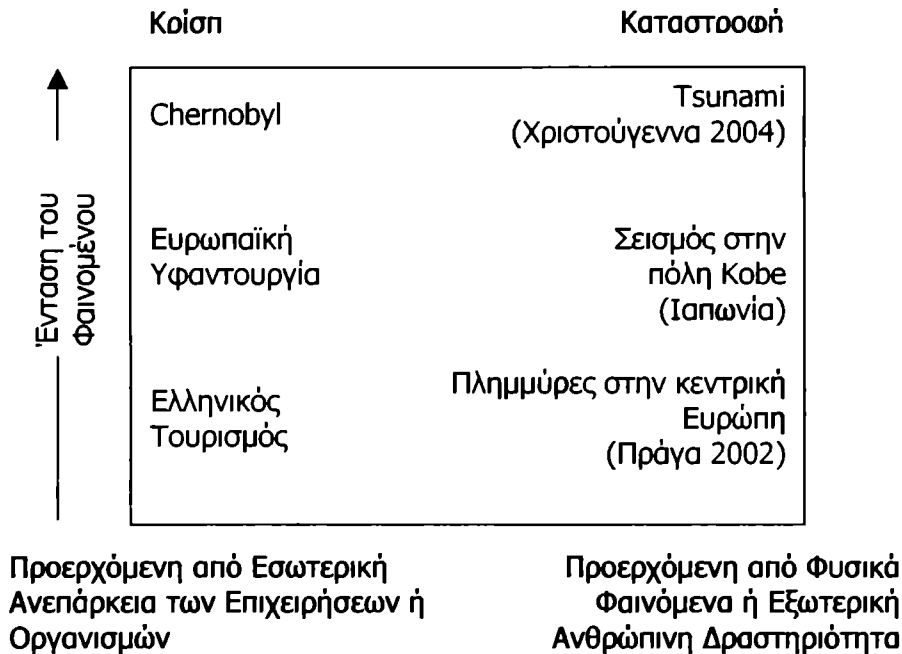 Κρίση
Καταστροφή
Chernobyl
Tsunami
(Χριστούγεννα 2004)
Ένταση του
Φαινομένου
Ευρωπαϊκή
Υφαντουργία
Σεισμός στην
πόλη Kobe
(Ιαπωνία)
Ελληνικός
Τουρισμός
Πλημμύρες στην κεντρική
Ευρώπη
(Πράγα 2002)
Προερχόμενη από Εσωτερική
Ανεπάρκεια των Επιχειρήσεων ή
Οργανισμών
Προερχόμενη από Φυσικά
Φαινόμενα ή Εξωτερική
Ανθρώπινη Δραστηριότητα